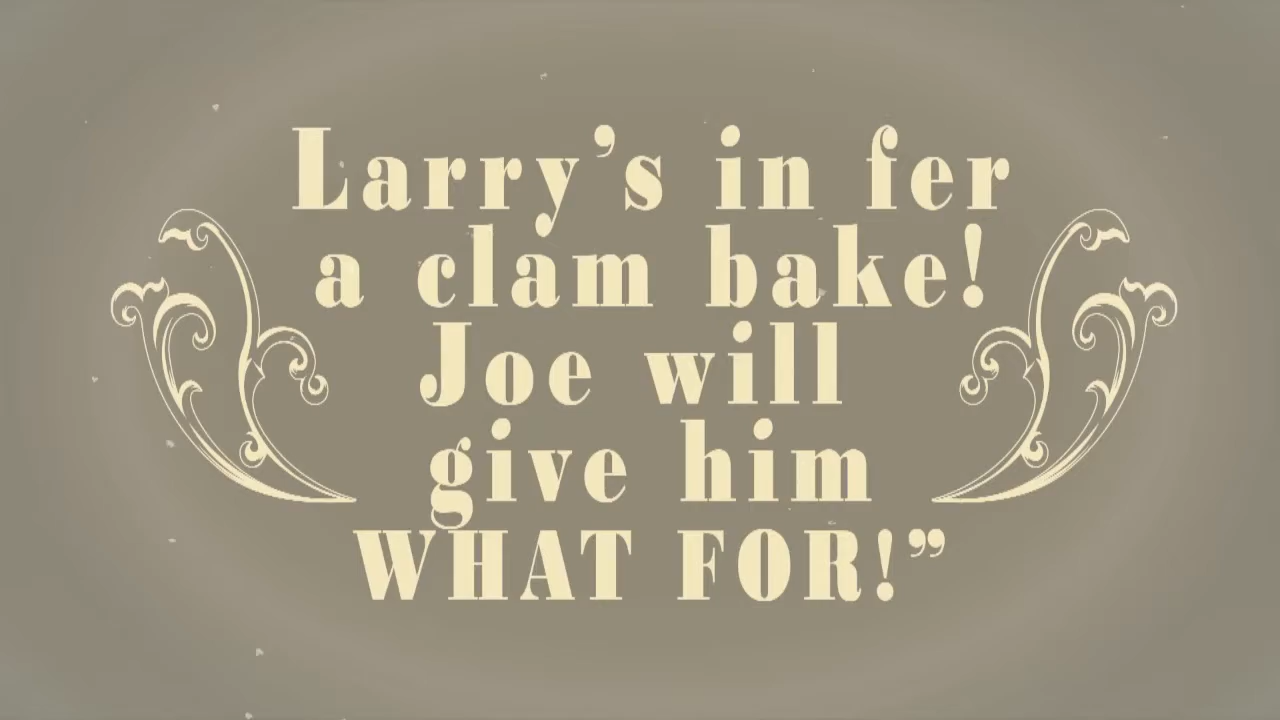 Larry’s in fer
a clam bake!
Joe will
give him
WHAT FOR!”